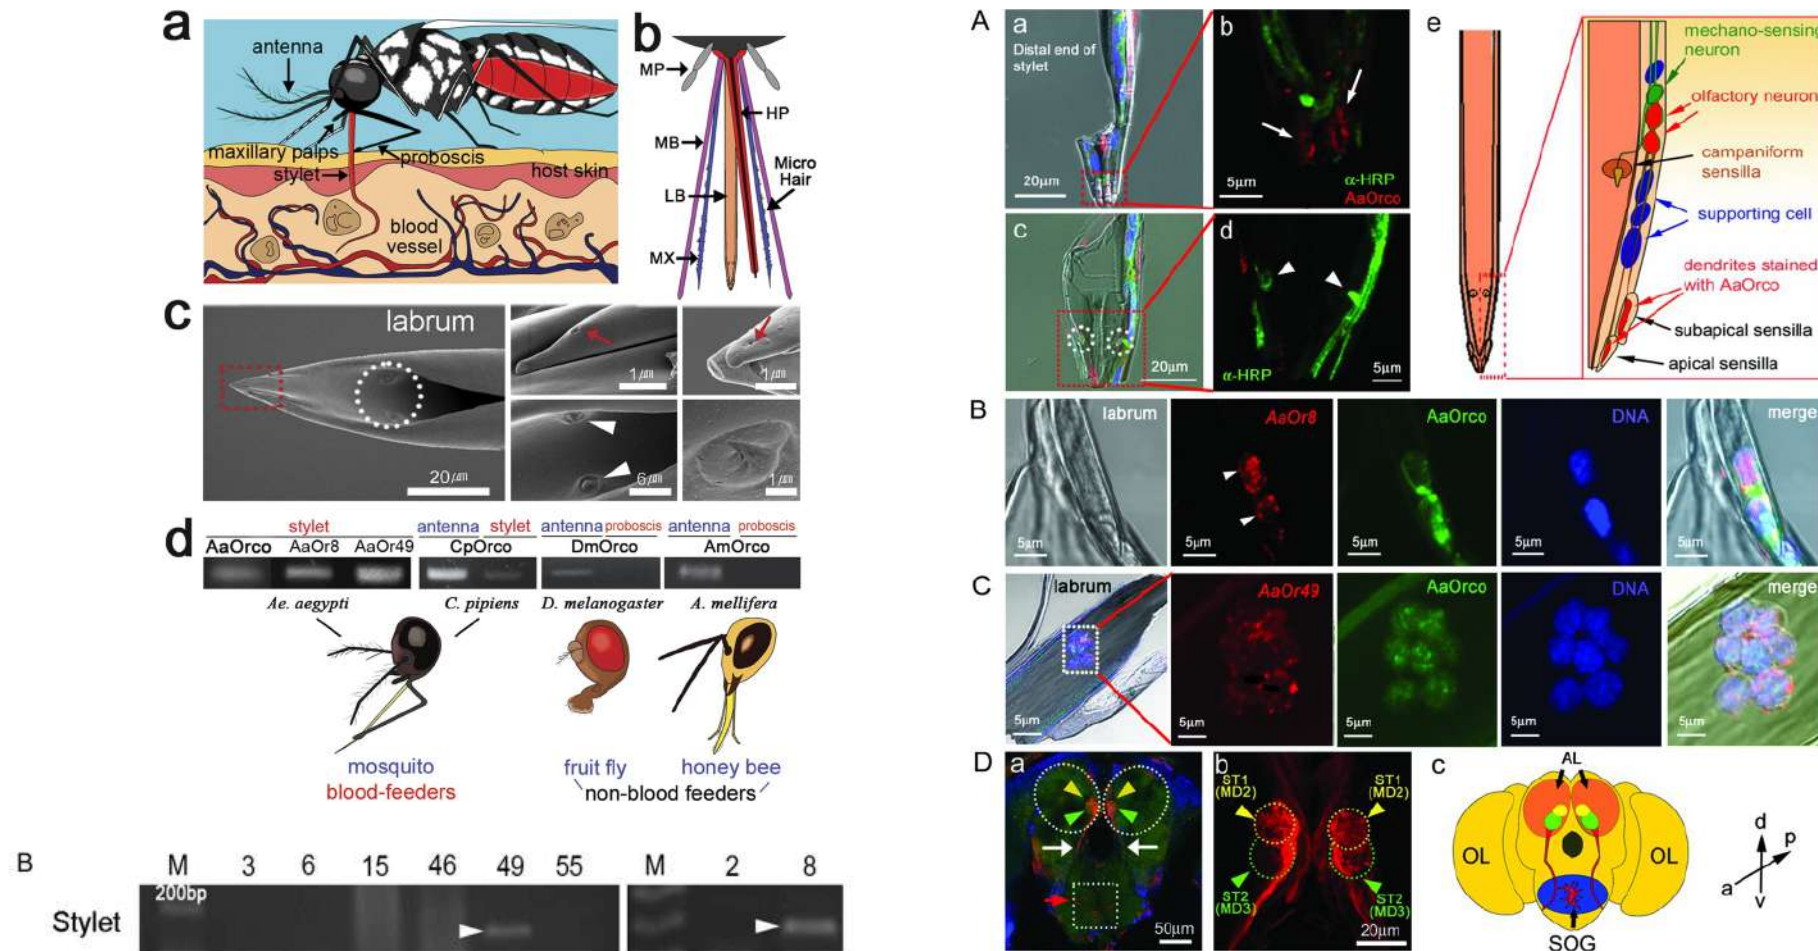 a
antenna
maxillary palps
proboscis
stylet
host skin
blood
vessel
b
MP
HP
MB
Micro
Hair
LB
MX
c
labrum
20㎛
1㎛
1㎛
6㎛
1㎛
d
stylet
antenna stylet antenna proboscis antenna proboscis
AaOrco AaOr8 AaOr49 CpOrco DmOrco AmOrco
Ae. aegypti C. pipiens D. melanogaster A. mellifera
mosquito fruit fly honey bee
blood-feeders non-blood feeders
B
M 3 6 15 46 49 55 M 2 8
200bp
Stylet
A
a
Distal end of
stylet
20μm
b
α-HRP
AaOrco
5μm
c
20μm
d
α-HRP
5μm
e
mechano-sensing
neuron
olfactory neuron
campaniform
sensilla
supporting cell
dendrites stained
with AaOrco
subapical sensilla
apical sensilla
B
labrum AaOr8 AaOrco DNA merge
5μm 5μm 5μm 5μm 5μm
C
labrum AaOr49 AaOrco DNA merge
5μm 5μm 5μm 5μm 5μm
D
a
50μm
b
ST1 ST1
(MD2) (MD2)
ST2 ST2
(MD3) (MD3)
20μm
c
AL
OL OL
SOG
d
p
a
v